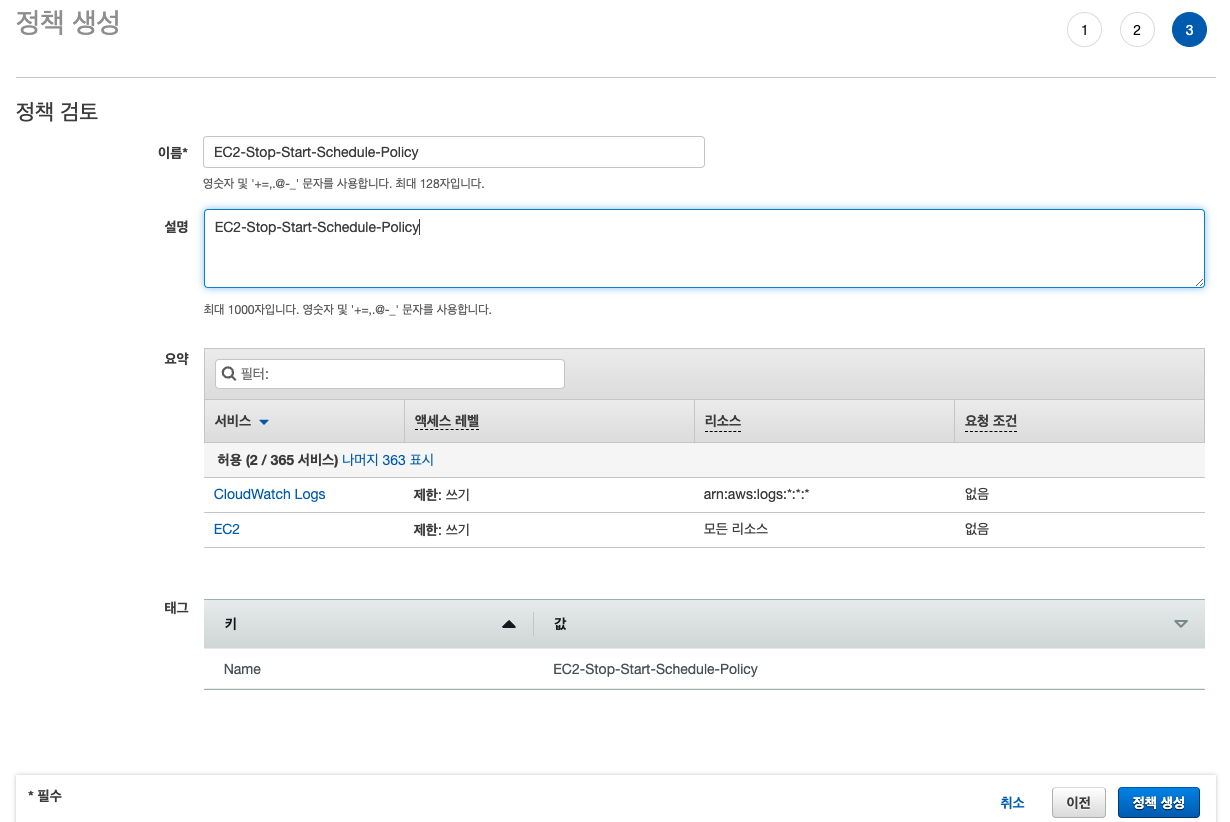 정책 생성
1 2 3
정책 검토
이름* EC2-Stop-Start-Schedule-Policy
영숫자 및 '+=,.@-_' 문자를 사용합니다. 최대 128자입니다.
설명 EC2-Stop-Start-Schedule-Policy
최대 1000자입니다. 영숫자 및 '+=,.@-_' 문자를 사용합니다.
요약 필터:
서비스 액세스 레벨 리소스 요청 조건
허용 (2 / 365 서비스) 나머지 363 표시
CloudWatch Logs 제한: 쓰기 arn:aws:logs:*:*:* 없음
EC2 제한: 쓰기 모든 리소스 없음
태그
키 값
Name EC2-Stop-Start-Schedule-Policy
* 필수 취소 이전 정책 생성